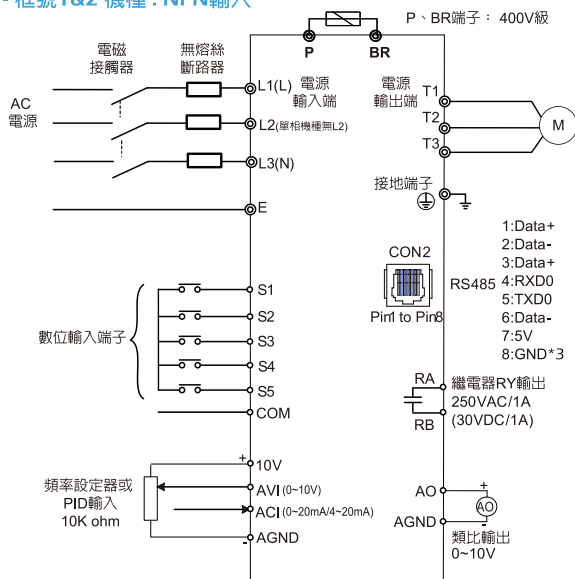 - 框號1&2 機種 : NPN輸入
P、BR端子： 400V級
P
BR
電磁
接觸器
無熔絲
斷路器
AC
電源
L1(L)
電源
輸入端
L2(單相機種無L2)
L3(N)
E
電源
輸出端
T1
T2
T3
M
接地端子
CON2
Pin1 to Pin8
RS485
1:Data+
2:Data-
3:Data+
4:RXD0
5:TXD0
6:Data-
7:5V
8:GND*3
數位輸入端子
S1
S2
S3
S4
S5
COM
RA
RB
繼電器RY輸出
250VAC/1A
(30VDC/1A)
頻率設定器或
PID輸入
10K ohm
+
10V
AVI (0~10V)
ACI (0~20mA/4~20mA)
-
AGND
AO
AGND
+
AO
-
類比輸出
0~10V